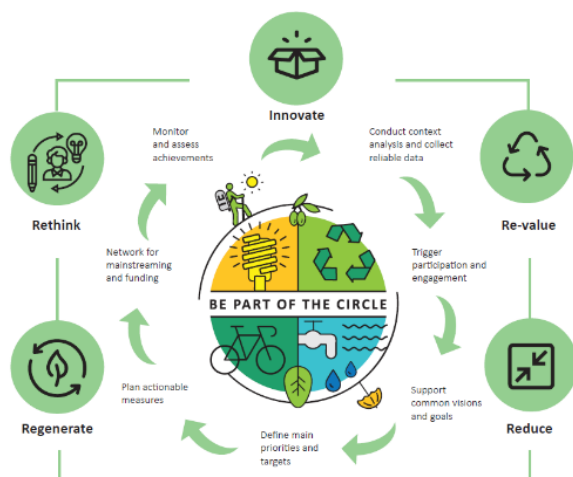 Innovate
Monitor
and assess
achievements
Conduct context
analysis and collect
reliable data
Rethink
Re-value
Network for
mainstreaming
and funding
Trigger
participation and
engagement
BE PART OF THE CIRCLE
Plan actionable
measures
Support
common visions
and goals
Regenerate
Reduce
Define main
priorities and
targets